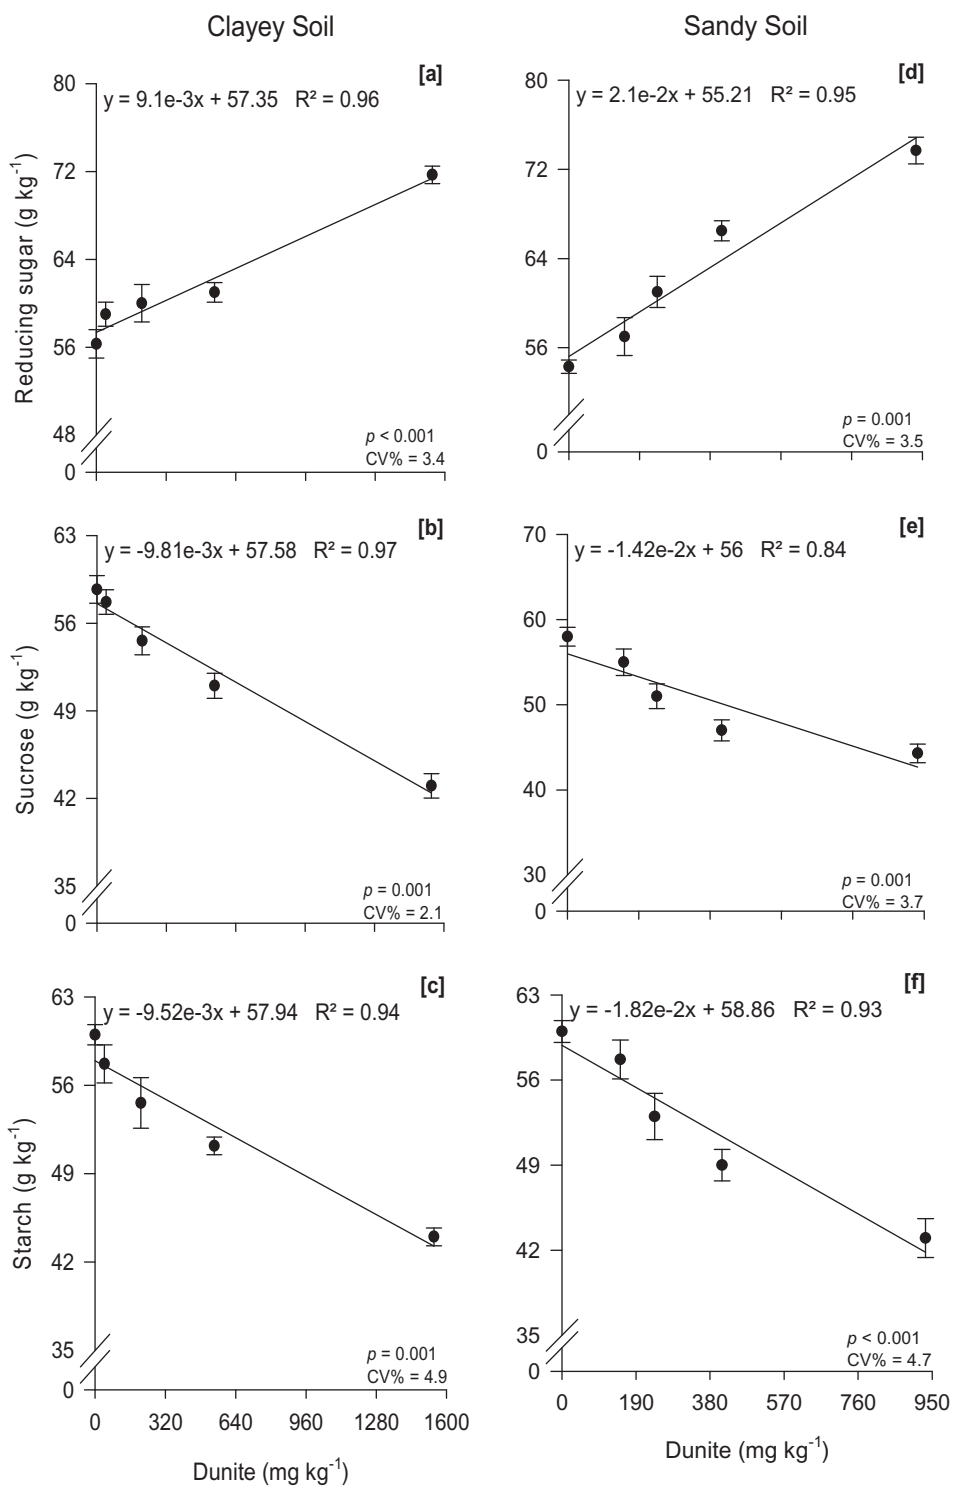 Clayey Soil
Sandy Soil
[a]
y = 9.1e-3x + 57.35 R² = 0.96
80
72
64
56
48
0
Reducing sugar (g kg⁻¹)
p < 0.001
CV% = 3.4
[d]
y = 2.1e-2x + 55.21 R² = 0.95
80
72
64
56
0
p = 0.001
CV% = 3.5
[b]
y = -9.81e-3x + 57.58 R² = 0.97
63
56
49
42
35
0
Sucrose (g kg⁻¹)
p = 0.001
CV% = 2.1
[e]
y = -1.42e-2x + 56 R² = 0.84
70
60
50
40
30
0
p = 0.001
CV% = 3.7
[c]
y = -9.52e-3x + 57.94 R² = 0.94
63
56
49
42
35
0
Starch (g kg⁻¹)
p = 0.001
CV% = 4.9
0 320 640 960 1280 1600
Dunite (mg kg⁻¹)
[f]
y = -1.82e-2x + 58.86 R² = 0.93
63
56
49
42
35
0
p < 0.001
CV% = 4.7
0 190 380 570 760 950
Dunite (mg kg⁻¹)